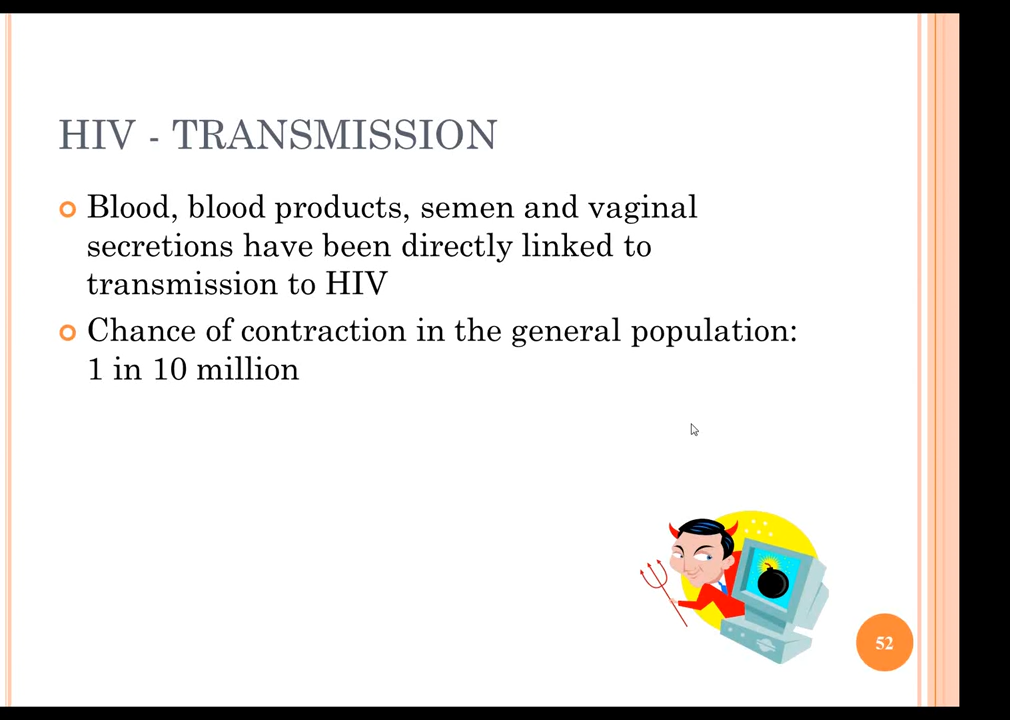 HIV - TRANSMISSION
Blood, blood products, semen and vaginal
secretions have been directly linked to
transmission to HIV
Chance of contraction in the general population:
1 in 10 million
52